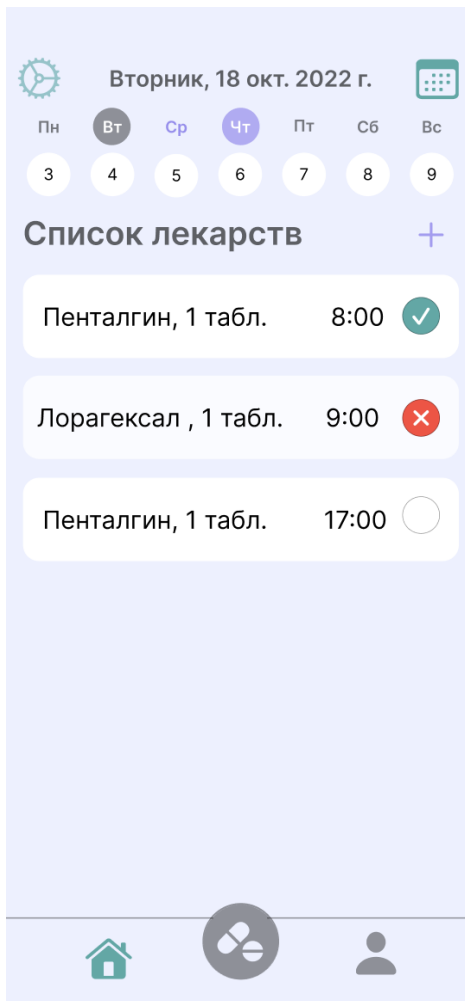 Вторник, 18 окт. 2022 г.
Пн Вт Ср Чт Пт Сб Вс
3 4 5 6 7 8 9
Список лекарств +
Пенталгин, 1 табл. 8:00
Лорагексал , 1 табл. 9:00
Пенталгин, 1 табл. 17:00